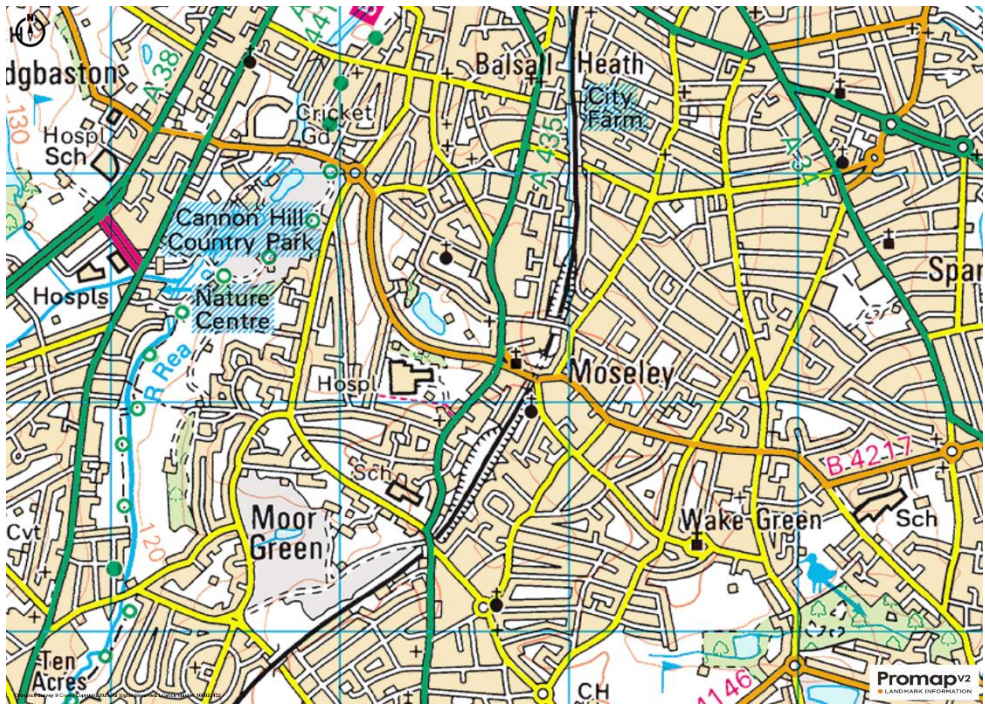 N
dgbaston
A 38
A 441
Balsall Heath
City
Farm
130
Hospl
Sch
Cricket
Gd
A 435
A 34
Cannon Hill
Country Park
Hospls
Nature
Centre
Spar
R Rea
Hospl
Moseley
B 4217
Sch
Cvt
120
Moor
Green
Wake Green
Sch
Ten
Acres
CH
Promap V2
LANDMARK INFORMATION